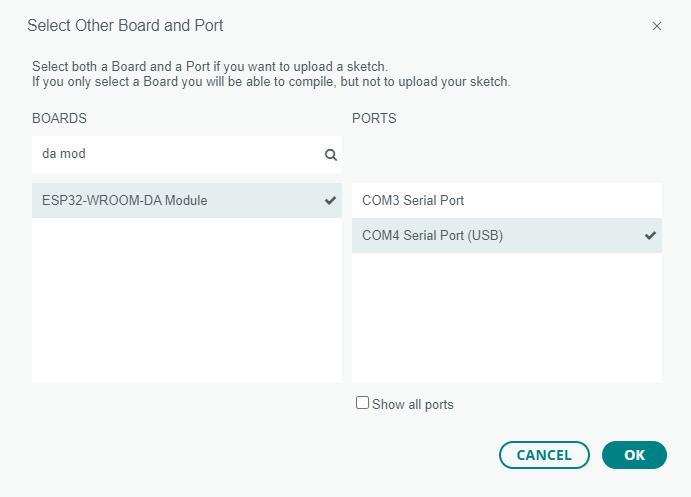 Select Other Board and Port
Select both a Board and a Port if you want to upload a sketch.
If you only select a Board you will be able to compile, but not to upload your sketch.
BOARDS
PORTS
da mod
ESP32-WROOM-DA Module
COM3 Serial Port
COM4 Serial Port (USB)
Show all ports
CANCEL
OK